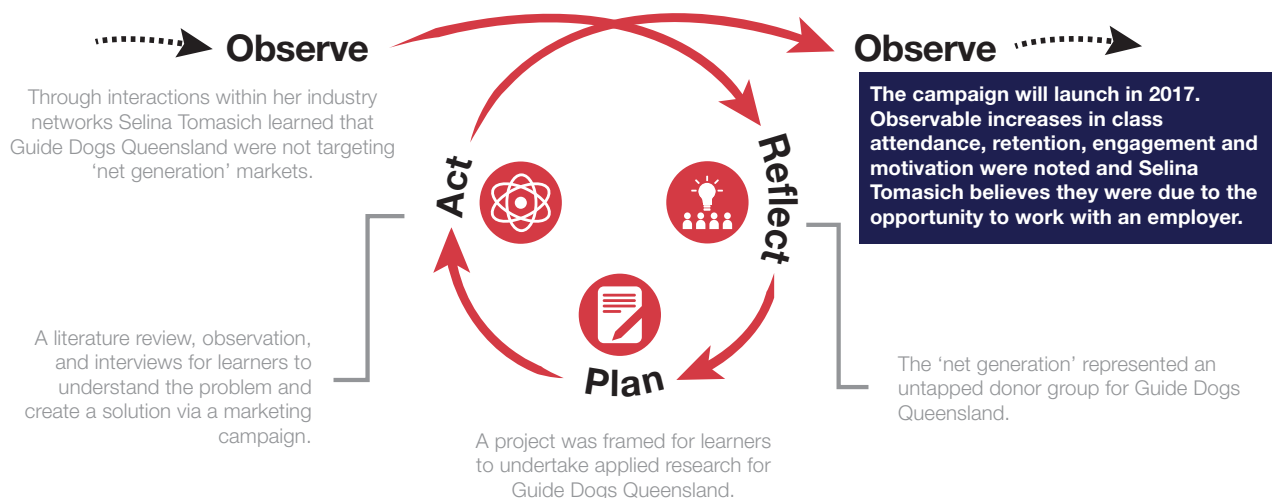 Observe
Through interactions within her industry
networks Selina Tomasich learned that
Guide Dogs Queensland were not targeting
‘net generation’ markets.
Reflect
The ‘net generation’ represented an
untapped donor group for Guide Dogs
Queensland.
Plan
A project was framed for learners
to undertake applied research for
Guide Dogs Queensland.
Act
A literature review, observation,
and interviews for learners to
understand the problem and
create a solution via a marketing
campaign.
Observe
The campaign will launch in 2017.
Observable increases in class
attendance, retention, engagement and
motivation were noted and Selina
Tomasich believes they were due to the
opportunity to work with an employer.